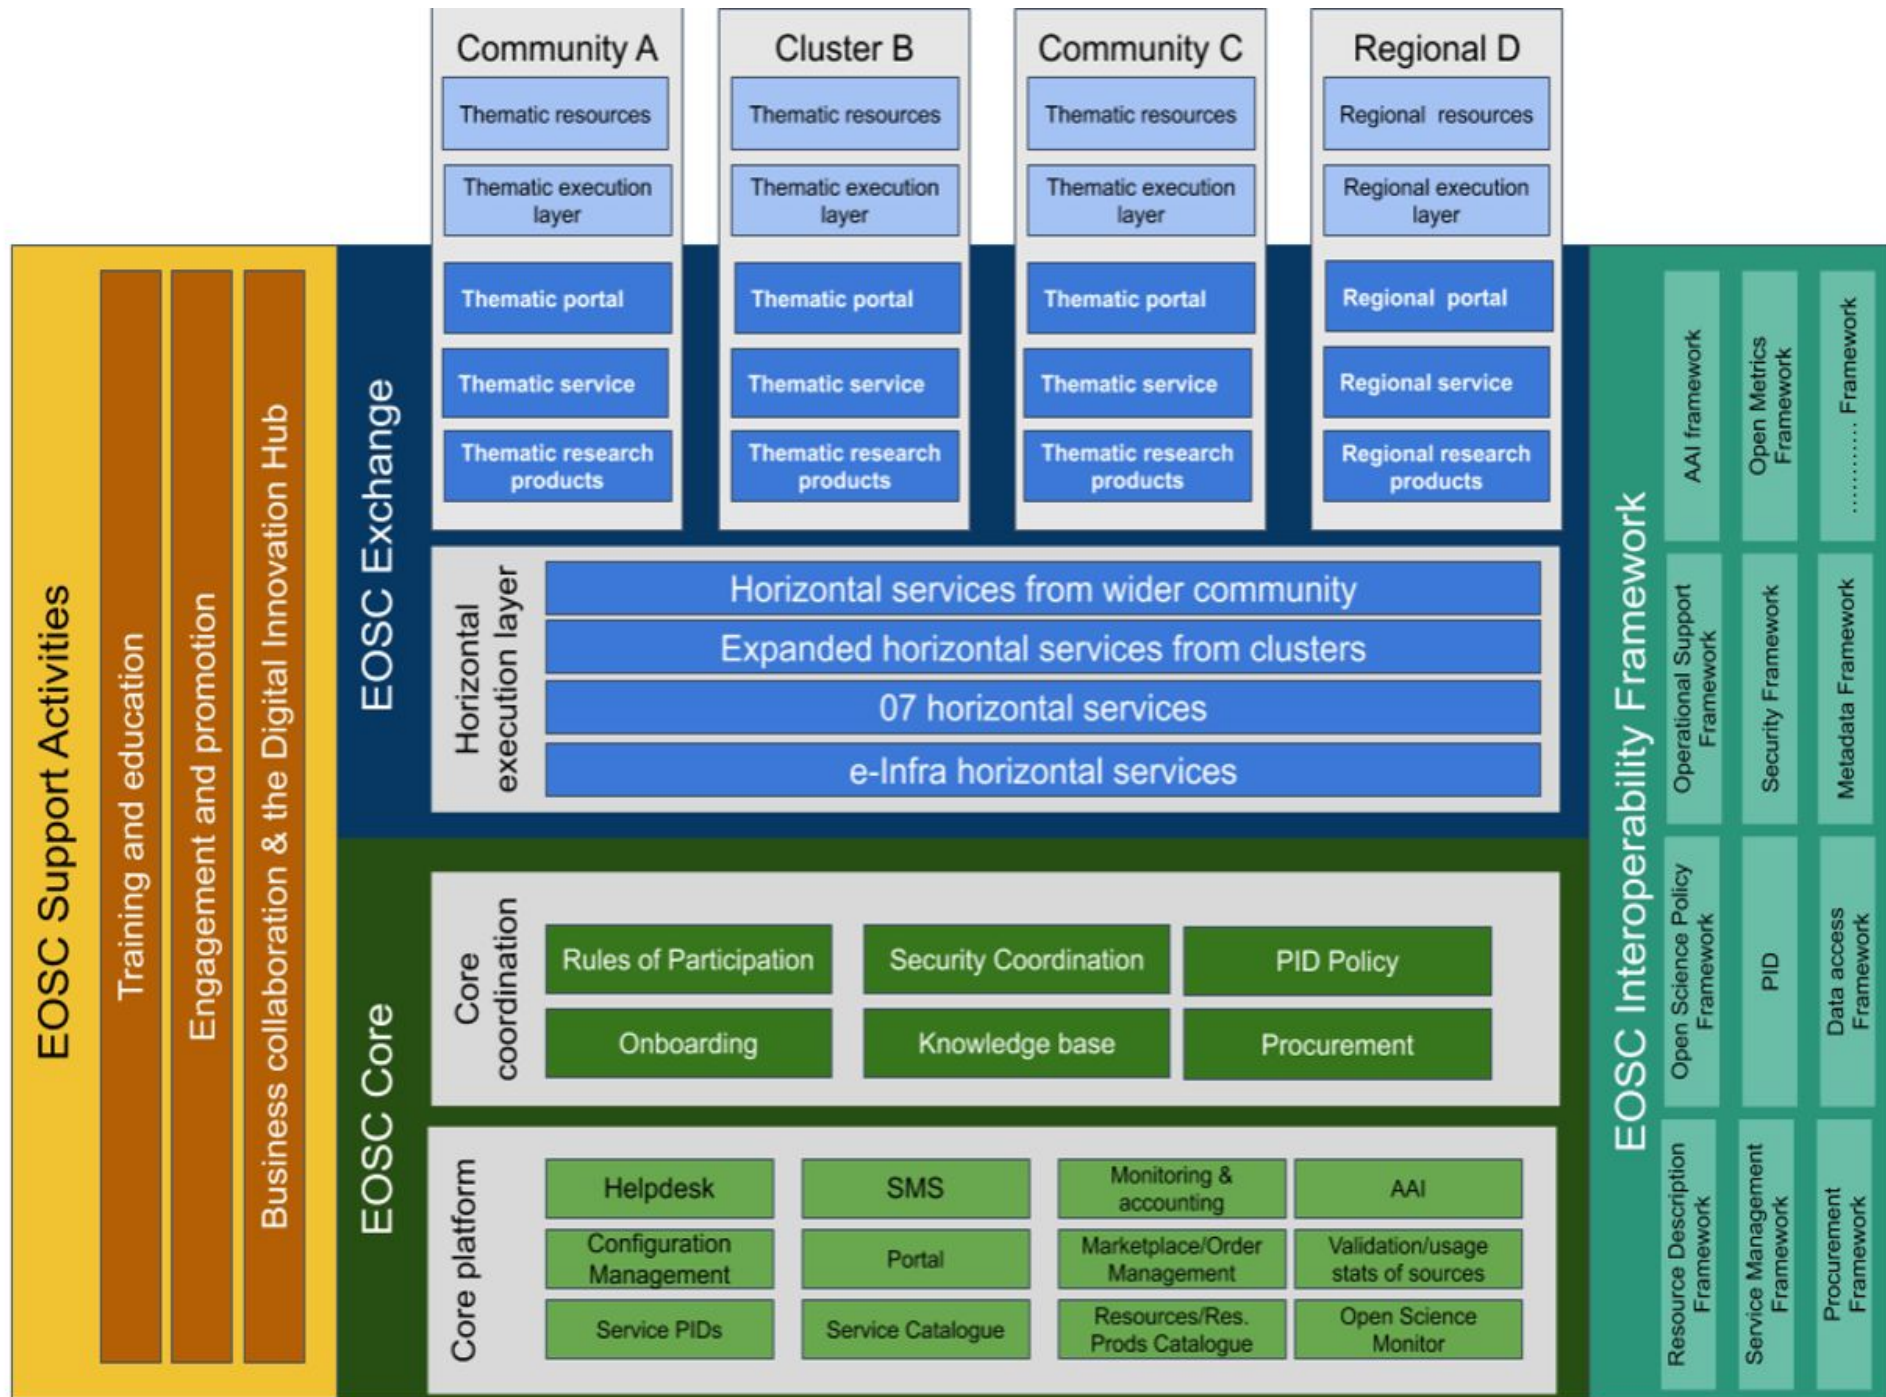 Community A
Thematic resources
Thematic execution
layer
Thematic portal
Thematic service
Thematic research
products
Cluster B
Thematic resources
Thematic execution
layer
Thematic portal
Thematic service
Thematic research
products
Community C
Thematic resources
Thematic execution
layer
Thematic portal
Thematic service
Thematic research
products
Regional D
Regional resources
Regional execution
layer
Regional portal
Regional service
Regional research
products
EOSC Support Activities
Training and education
Engagement and promotion
Business collaboration & the Digital Innovation Hub
EOSC Exchange
Horizontal
execution layer
Horizontal services from wider community
Expanded horizontal services from clusters
07 horizontal services
e-Infra horizontal services
EOSC Core
Core
coordination
Rules of Participation
Security Coordination
PID Policy
Onboarding
Knowledge base
Procurement
Core platform
Helpdesk
SMS
Monitoring &
accounting
AAI
Configuration
Management
Portal
Marketplace/Order
Management
Validation/usage
stats of sources
Service PIDs
Service Catalogue
Resources/Res.
Prods Catalogue
Open Science
Monitor
EOSC Interoperability Framework
AAI framework
Open Metrics
Framework
........... Framework
Operational Support
Framework
Security Framework
Metadata Framework
Open Science Policy
Framework
PID
Data access
Framework
Resource Description
Framework
Service Management
Framework
Procurement
Framework